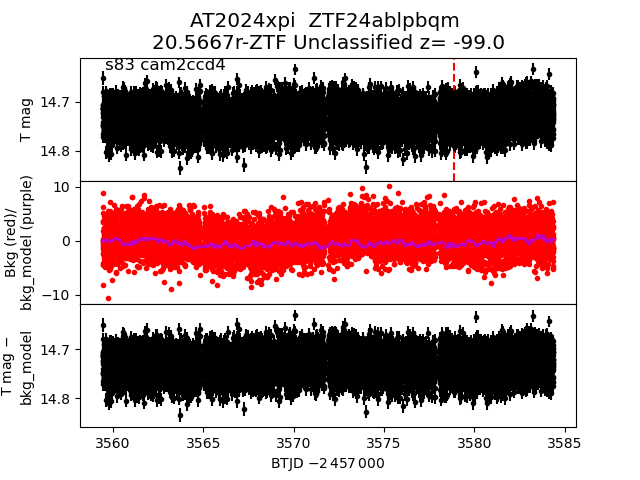 AT2024xpi  ZTF24ablpbqm
20.5667r-ZTF Unclassified z= -99.0
s83 cam2ccd4
T mag
14.7
14.8
Bkg (red)/
bkg_model (purple)
10
0
−10
T mag −
bkg_model
14.7
14.8
3560 3565 3570 3575 3580 3585
BTJD −2 457 000